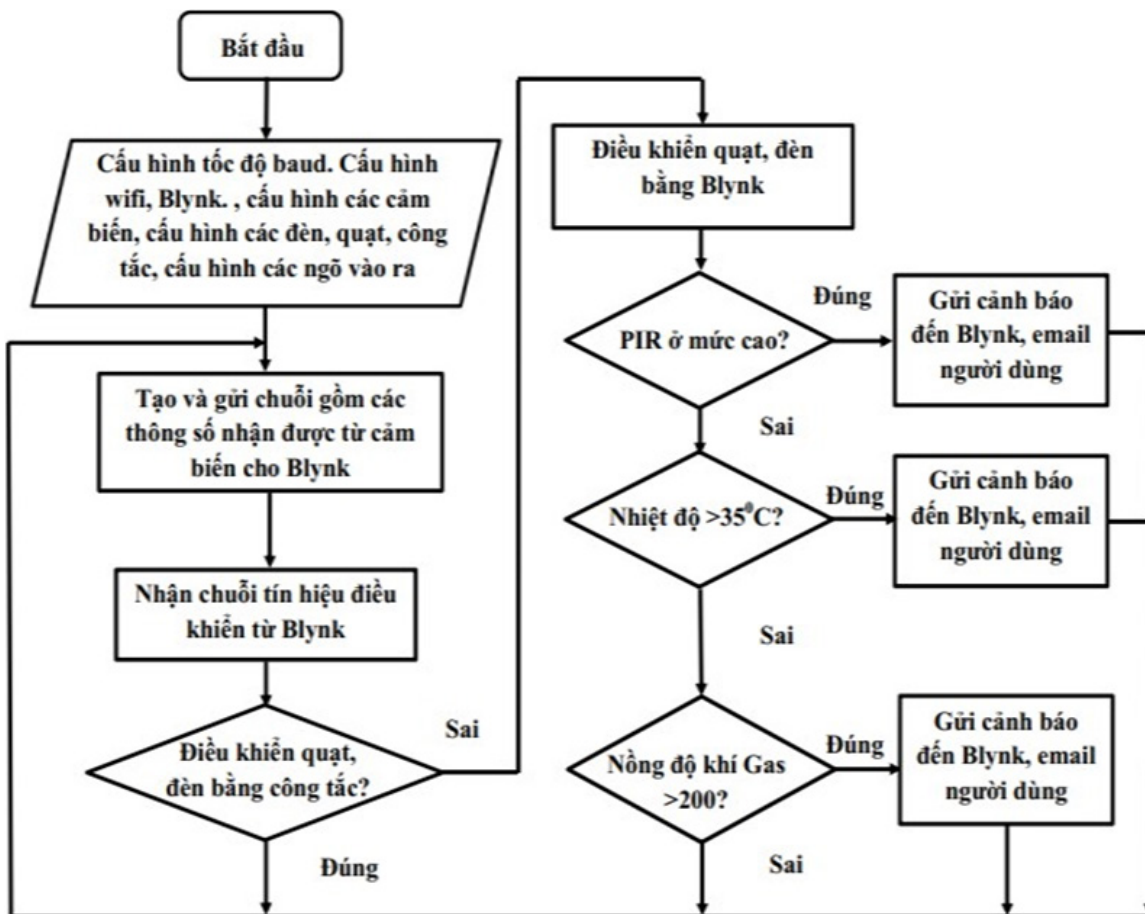 Bắt đầu
Cấu hình tốc độ baud. Cấu hình
wifi, Blynk. , cấu hình các cảm
biến, cấu hình các đèn, quạt, công
tắc, cấu hình các ngõ vào ra
Tạo và gửi chuỗi gồm các
thông số nhận được từ cảm
biến cho Blynk
Nhận chuỗi tín hiệu điều
khiển từ Blynk
Điều khiển quạt,
đèn bằng công tắc?
Sai
Đúng
Điều khiển quạt, đèn
bằng Blynk
PIR ở mức cao?
Đúng
Gửi cảnh báo
đến Blynk, email
người dùng
Sai
Nhiệt độ >35⁰C?
Đúng
Gửi cảnh báo
đến Blynk, email
người dùng
Sai
Nồng độ khí Gas
>200?
Đúng
Gửi cảnh báo
đến Blynk, email
người dùng
Sai